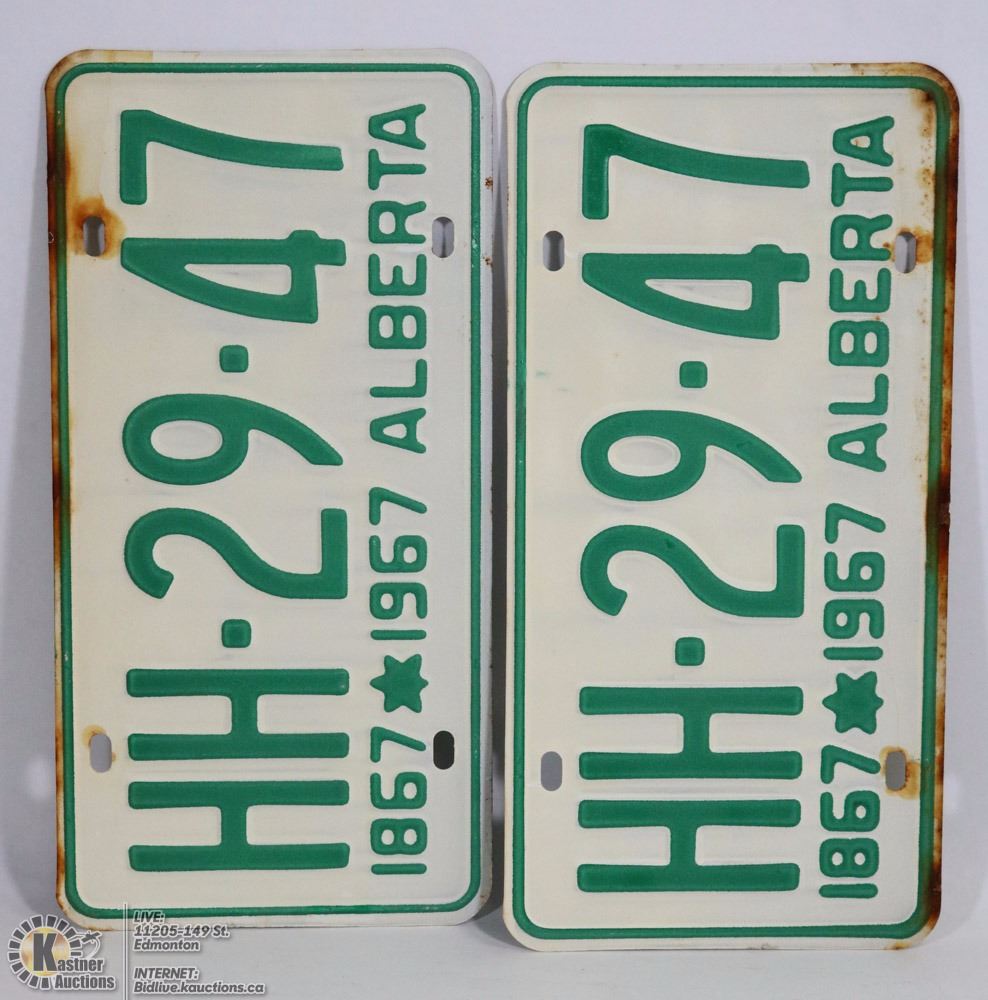 HH·29·47
1867★1967 ALBERTA
HH·29·47
1867★1967 ALBERTA
Kastner
Auctions
LIVE:
11205-149 St.
Edmonton
INTERNET:
Bidlive.kauctions.ca